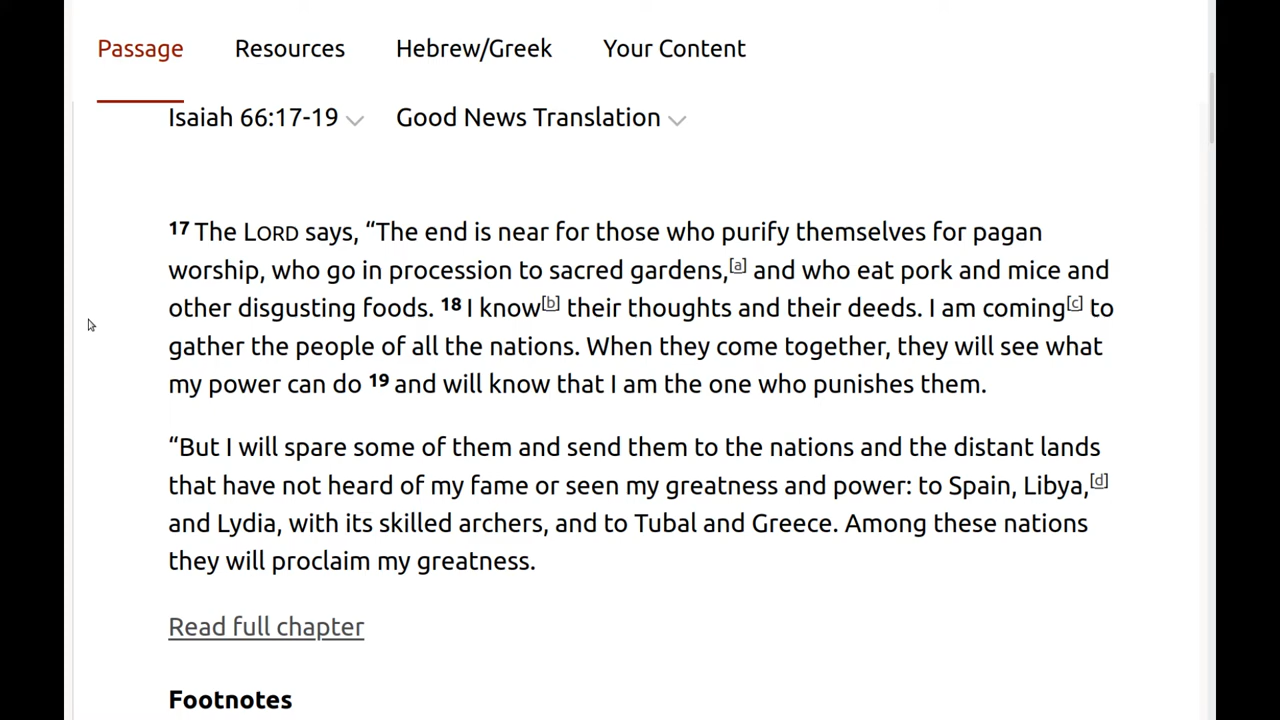 Passage Resources Hebrew/Greek Your Content
Isaiah 66:17-19 Good News Translation
17 The LORD says, “The end is near for those who purify themselves for pagan
worship, who go in procession to sacred gardens,[a] and who eat pork and mice and
other disgusting foods. 18 I know[b] their thoughts and their deeds. I am coming[c] to
gather the people of all the nations. When they come together, they will see what
my power can do 19 and will know that I am the one who punishes them.
“But I will spare some of them and send them to the nations and the distant lands
that have not heard of my fame or seen my greatness and power: to Spain, Libya,[d]
and Lydia, with its skilled archers, and to Tubal and Greece. Among these nations
they will proclaim my greatness.
Read full chapter
Footnotes